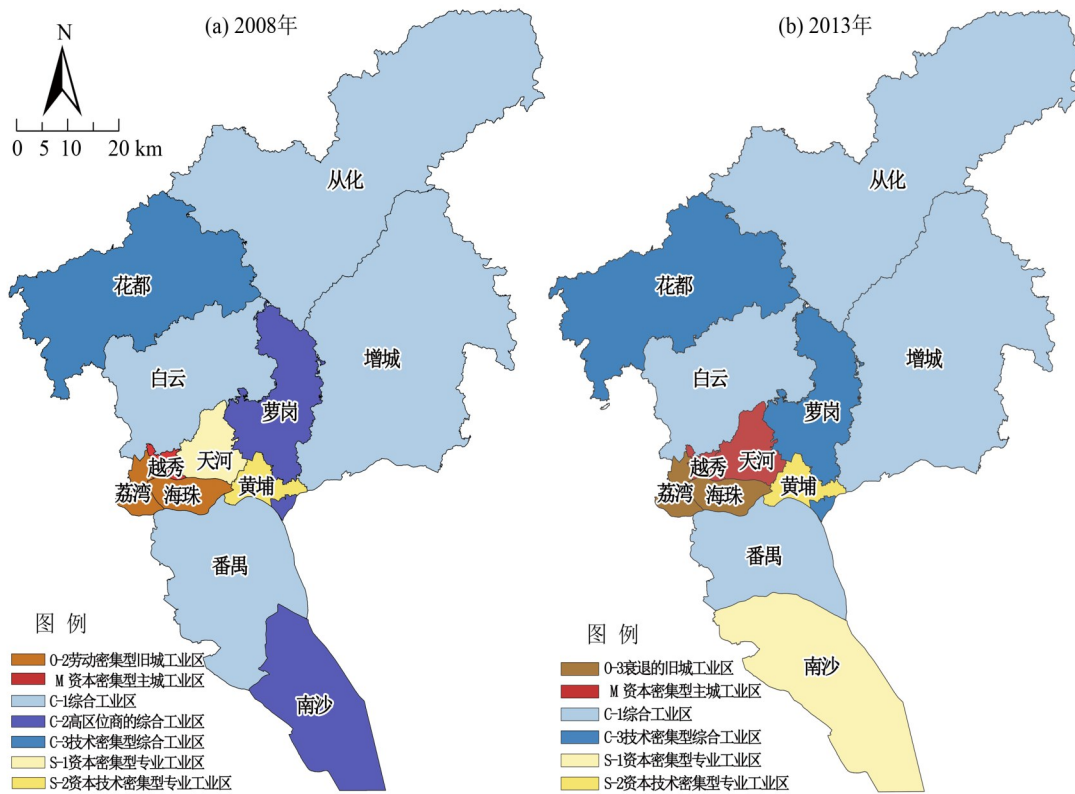 (a) 2008年
(b) 2013年
N
0 5 10 20 km
从化
花都
增城
白云
萝岗
越秀
天河
荔湾
海珠
黄埔
番禺
南沙
图 例
O-2劳动密集型旧城工业区
M 资本密集型主城工业区
C-1综合工业区
C-2高区位商的综合工业区
C-3技术密集型综合工业区
S-1资本密集型专业工业区
S-2资本技术密集型专业工业区
从化
花都
增城
白云
萝岗
越秀
天河
荔湾
海珠
黄埔
番禺
南沙
图 例
O-3衰退的旧城工业区
M 资本密集型主城工业区
C-1综合工业区
C-3技术密集型综合工业区
S-1资本密集型专业工业区
S-2资本技术密集型专业工业区